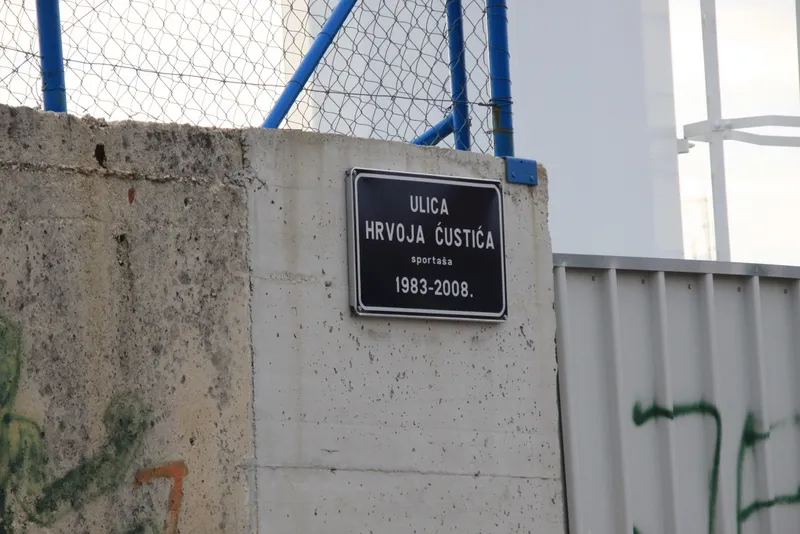 ULICA
HRVOJA ĆUSTIĆA
sportaša
1983-2008.